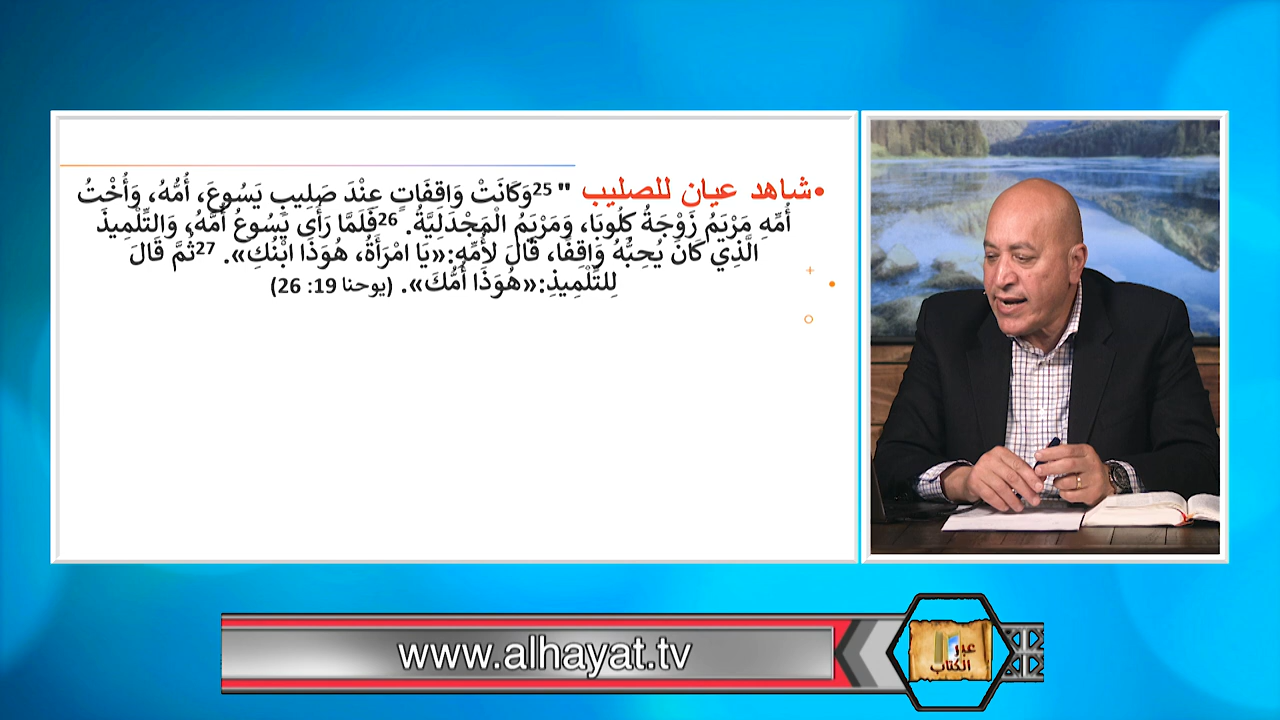 •شاهد عيان للصليب " 25وَكَانَتْ وَاقِفَاتٍ عِنْدَ صَلِيبِ يَسُوعَ، أُمُّهُ، وَأُخْتُ
أُمِّهِ مَرْيَمُ زَوْجَةُ كِلُوبَا، وَمَرْيَمُ الْمَجْدَلِيَّةُ. 26فَلَمَّا رَأَى يَسُوعُ أُمَّهُ، وَالتِّلْمِيذَ
الَّذِي كَانَ يُحِبُّهُ وَاقِفًا، قَالَ لأُمِّهِ:«يَا امْرَأَةُ، هُوَذَا ابْنُكِ». 27ثُمَّ قَالَ
لِلتِّلْمِيذِ:«هُوَذَا أُمُّكَ». (يوحنا 19: 26)
www.alhayat.tv
عبر
الكتاب